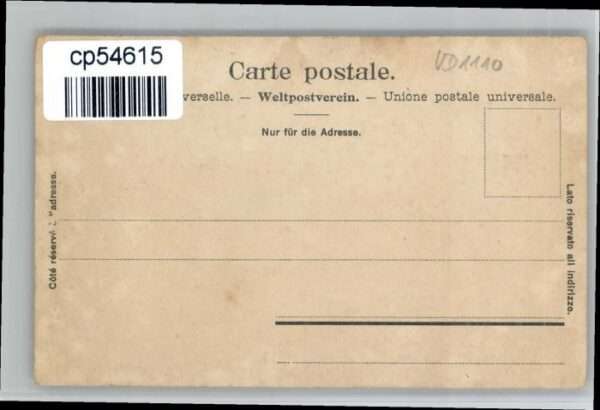 cp54615
VD1110
Carte postale.
verselle. — Weltpostverein. — Unione postale universale.
Nur für die Adresse.
Côté réservé
adresse.
Lato riservato all indirizzo.